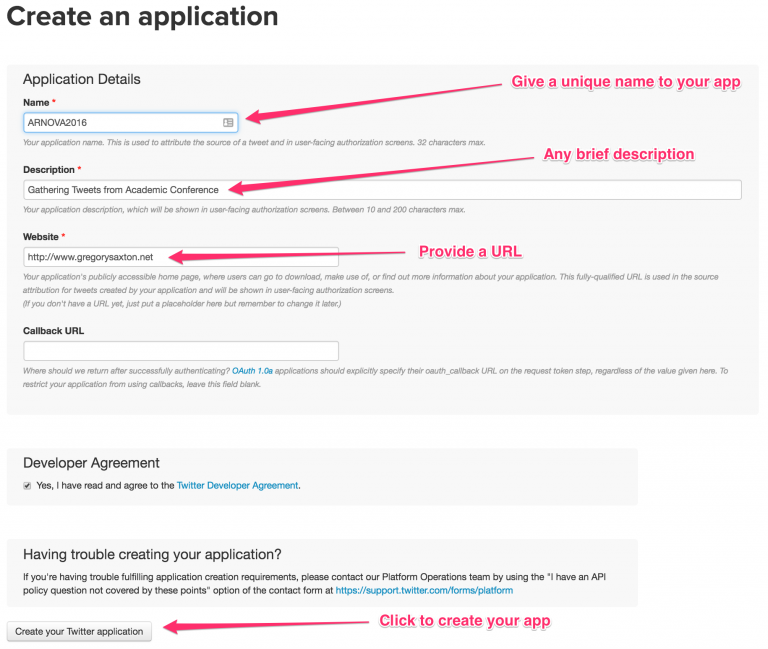 Create an application
Application Details
Give a unique name to your app
Name *
ARNOVA2016
Your application name. This is used to attribute the source of a tweet and in user-facing authorization screens. 32 characters max.
Any brief description
Description *
Gathering Tweets from Academic Conference
Your application description, which will be shown in user-facing authorization screens. Between 10 and 200 characters max.
Website *
Provide a URL
http://www.gregorysaxton.net
Your application's publicly accessible home page, where users can go to download, make use of, or find out more information about your application. This fully-qualified URL is used in the source
attribution for tweets created by your application and will be shown in user-facing authorization screens.
(If you don't have a URL yet, just put a placeholder here but remember to change it later.)
Callback URL
Where should we return after successfully authenticating? OAuth 1.0a applications should explicitly specify their oauth_callback URL on the request token step, regardless of the value given here. To
restrict your application from using callbacks, leave this field blank.
Developer Agreement
Yes, I have read and agree to the Twitter Developer Agreement.
Having trouble creating your application?
If you're having trouble fulfilling application creation requirements, please contact our Platform Operations team by using the "I have an API
policy question not covered by these points" option of the contact form at https://support.twitter.com/forms/platform
Click to create your app
Create your Twitter application